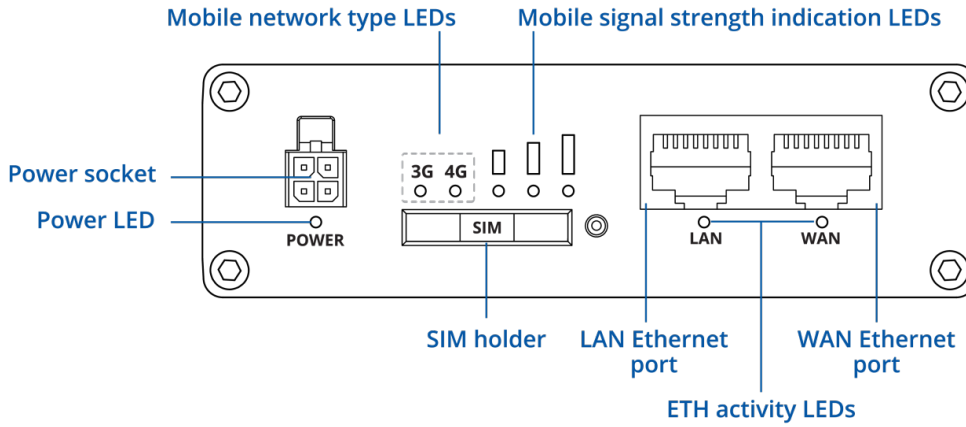 Mobile network type LEDs
Mobile signal strength indication LEDs
3G 4G
Power socket
Power LED
POWER
SIM
LAN
WAN
SIM holder
LAN Ethernet
port
WAN Ethernet
port
ETH activity LEDs